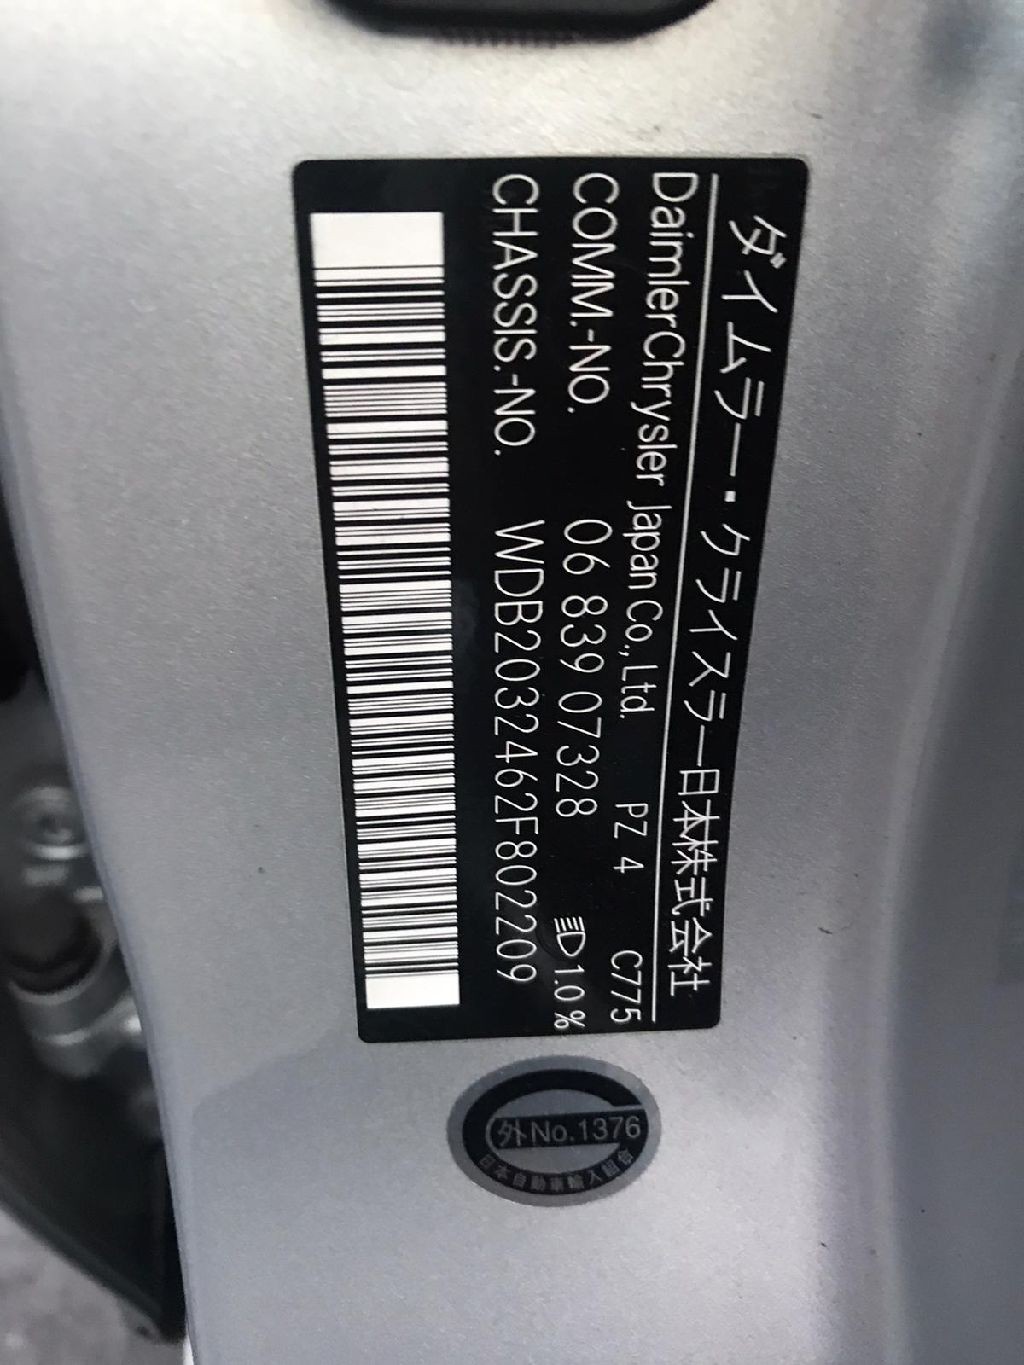 ダイムラー・クライスラー日本株式会社
DaimlerChrysler Japan Co., Ltd. PZ 4 C775
COMM.-NO. 06 839 07328 1.0 %
CHASSIS.-NO. WDB2032462F802209
外No.1376
日本自動車輸入組合